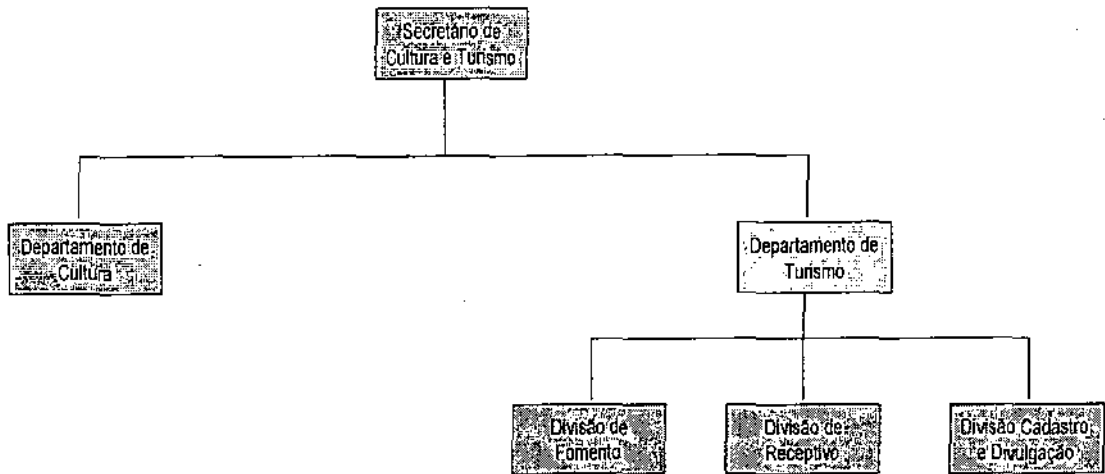 Secretário de
Cultura e Turismo
Departamento de
Cultura
Departamento de
Turismo
Divisão de
Fomento
Divisão de
Receptivo
Divisão Cadastro
e Divulgação